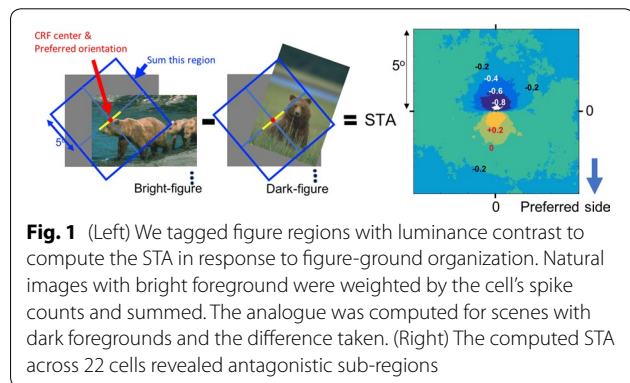 CRF center &
Preferred orientation
Sum this region
5°
Bright-figure
Dark-figure
= STA
5°
-0.2
-0.4
-0.2
-0.6
-0.8
0
+0.2
0
-0.2
0
Preferred side
Fig. 1 (Left) We tagged figure regions with luminance contrast to
compute the STA in response to figure-ground organization. Natural
images with bright foreground were weighted by the cell's spike
counts and summed. The analogue was computed for scenes with
dark foregrounds and the difference taken. (Right) The computed STA
across 22 cells revealed antagonistic sub-regions